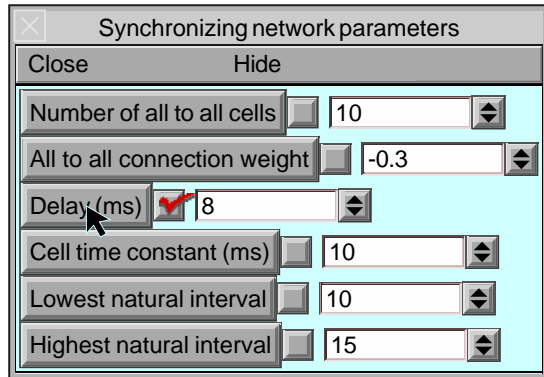 Synchronizing network parameters
Close Hide
Number of all to all cells 10
All to all connection weight -0.3
Delay (ms) 8
Cell time constant (ms) 10
Lowest natural interval 10
Highest natural interval 15